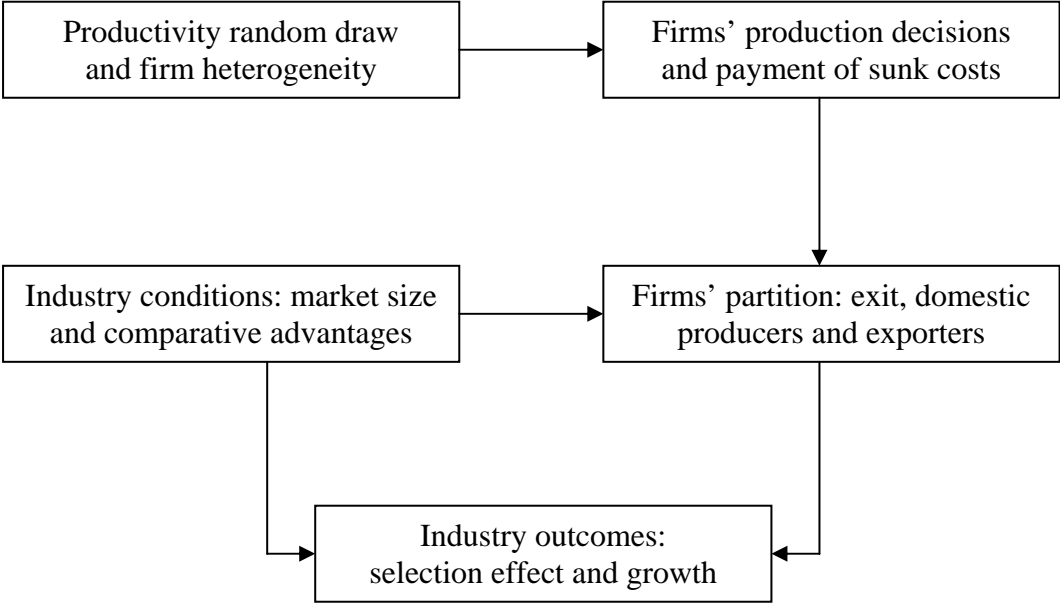 Productivity random draw
and firm heterogeneity
Firms’ production decisions
and payment of sunk costs
Industry conditions: market size
and comparative advantages
Firms’ partition: exit, domestic
producers and exporters
Industry outcomes:
selection effect and growth